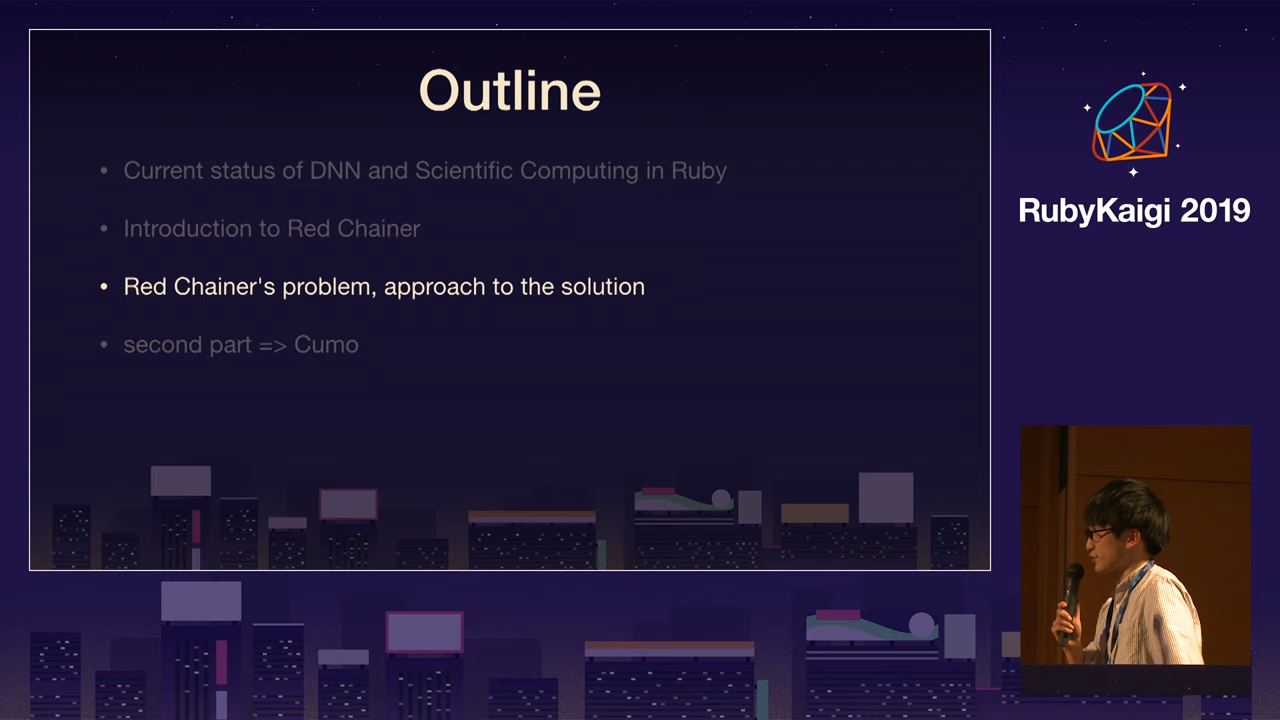 Outline
• Current status of DNN and Scientific Computing in Ruby
• Introduction to Red Chainer
• Red Chainer's problem, approach to the solution
• second part => Cumo
RubyKaigi 2019